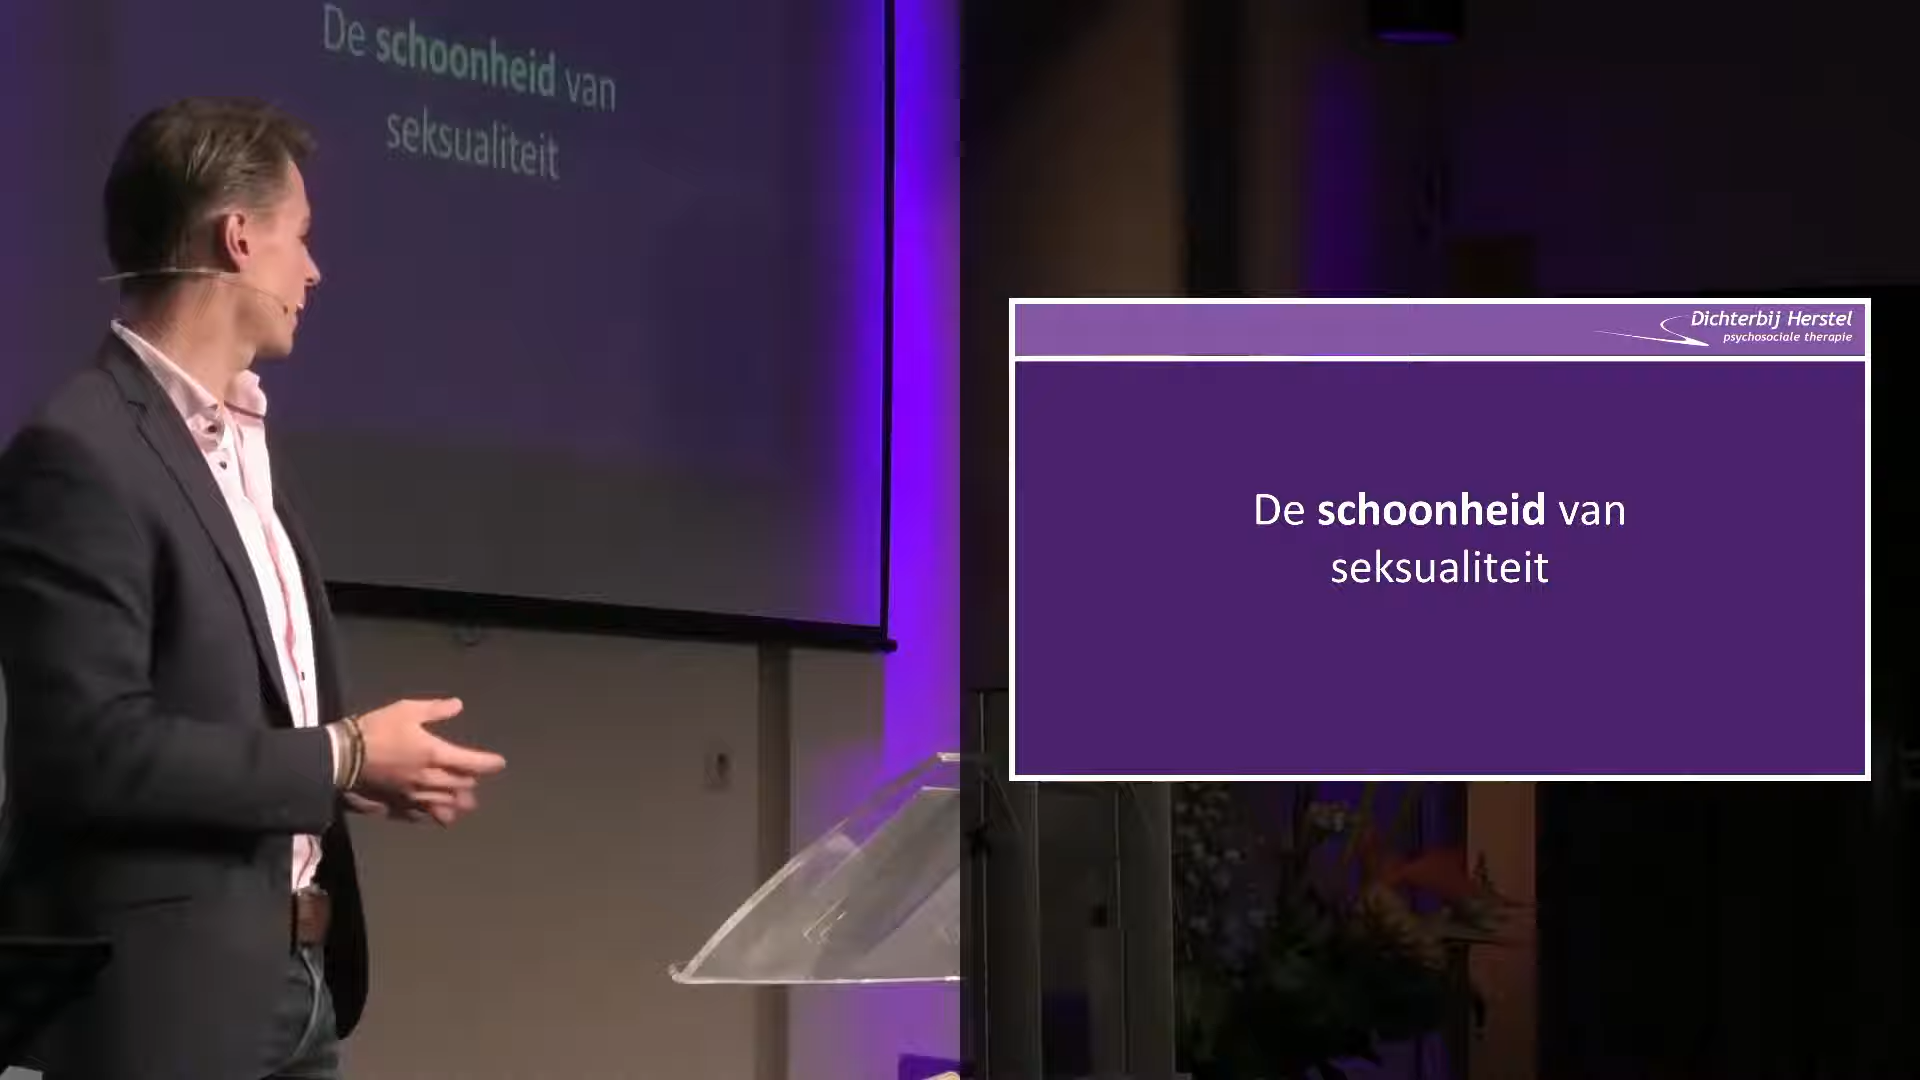 De schoonheid van
seksualiteit
Dichterbij Herstel
psychosociale therapie
De schoonheid van
seksualiteit